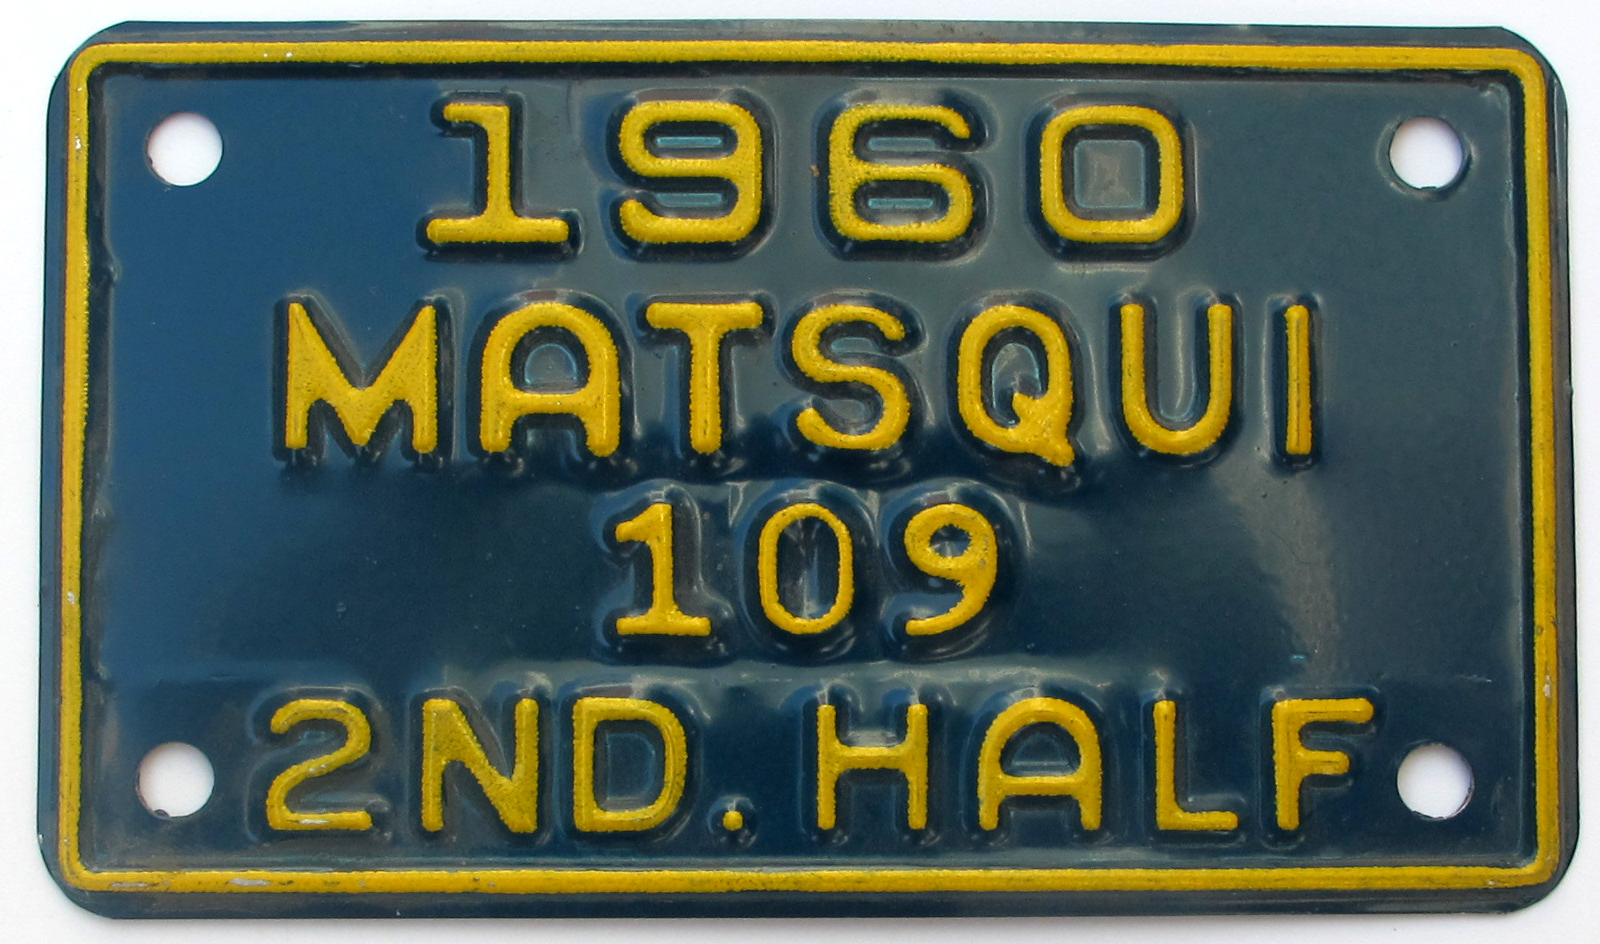 1960
MATSQUI
109
2ND. HALF